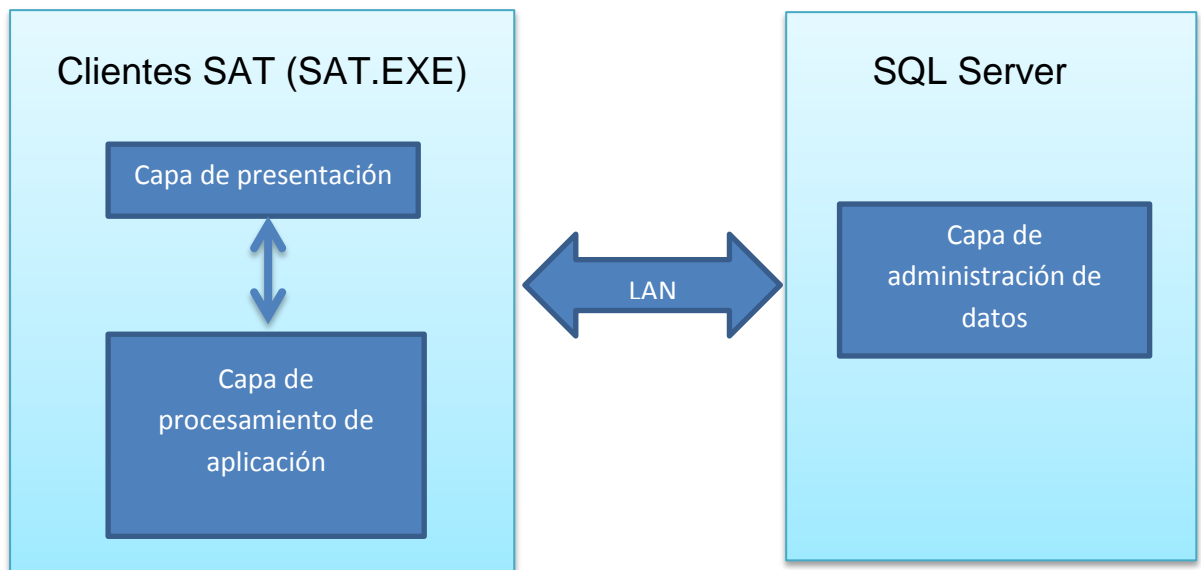 Clientes SAT (SAT.EXE)
Capa de presentación
Capa de
procesamiento de
aplicación
LAN
SQL Server
Capa de
administración de
datos